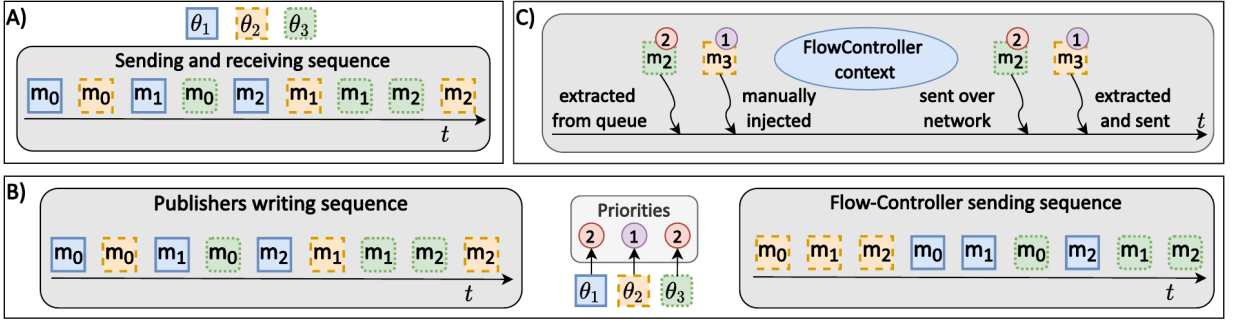 A)
θ1 θ2 θ3
Sending and receiving sequence
m0 m0 m1 m0 m2 m1 m1 m2 m2
t
C)
2 1 2 1
m2 m3 m2 m3
FlowController
context
extracted
from queue
manually
injected
sent over
network
extracted
and sent
t
B)
Publishers writing sequence
m0 m0 m1 m0 m2 m1 m1 m2 m2
t
Priorities
2 1 2
θ1 θ2 θ3
Flow-Controller sending sequence
m0 m1 m2 m0 m1 m0 m2 m1 m2
t